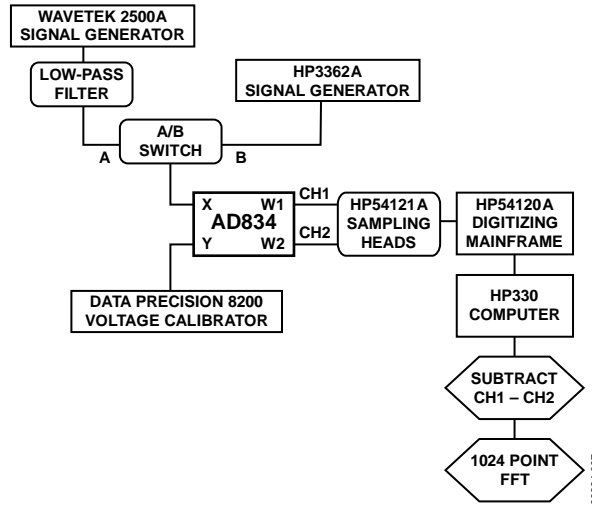 WAVETEK 2500A
SIGNAL GENERATOR
LOW-PASS
FILTER
HP3362A
SIGNAL GENERATOR
A/B
SWITCH
A
B
X
W1
AD834
Y
W2
CH1
CH2
HP54121A
SAMPLING
HEADS
HP54120A
DIGITIZING
MAINFRAME
DATA PRECISION 8200
VOLTAGE CALIBRATOR
HP330
COMPUTER
SUBTRACT
CH1 – CH2
1024 POINT
FFT